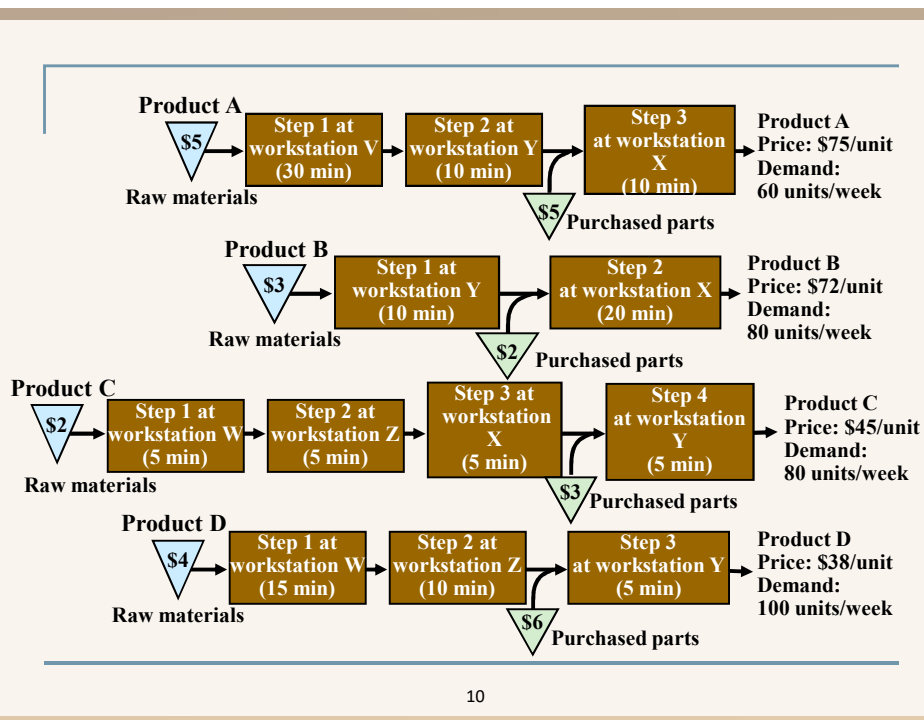 Product A
$5
Raw materials
Step 1 at
workstation V
(30 min)
Step 2 at
workstation Y
(10 min)
$5
Purchased parts
Step 3
at workstation
X
(10 min)
Product A
Price: $75/unit
Demand:
60 units/week
Product B
$3
Raw materials
Step 1 at
workstation Y
(10 min)
$2
Purchased parts
Step 2
at workstation X
(20 min)
Product B
Price: $72/unit
Demand:
80 units/week
Product C
$2
Raw materials
Step 1 at
workstation W
(5 min)
Step 2 at
workstation Z
(5 min)
Step 3 at
workstation
X
(5 min)
$3
Purchased parts
Step 4
at workstation
Y
(5 min)
Product C
Price: $45/unit
Demand:
80 units/week
Product D
$4
Raw materials
Step 1 at
workstation W
(15 min)
Step 2 at
workstation Z
(10 min)
$6
Purchased parts
Step 3
at workstation Y
(5 min)
Product D
Price: $38/unit
Demand:
100 units/week
10